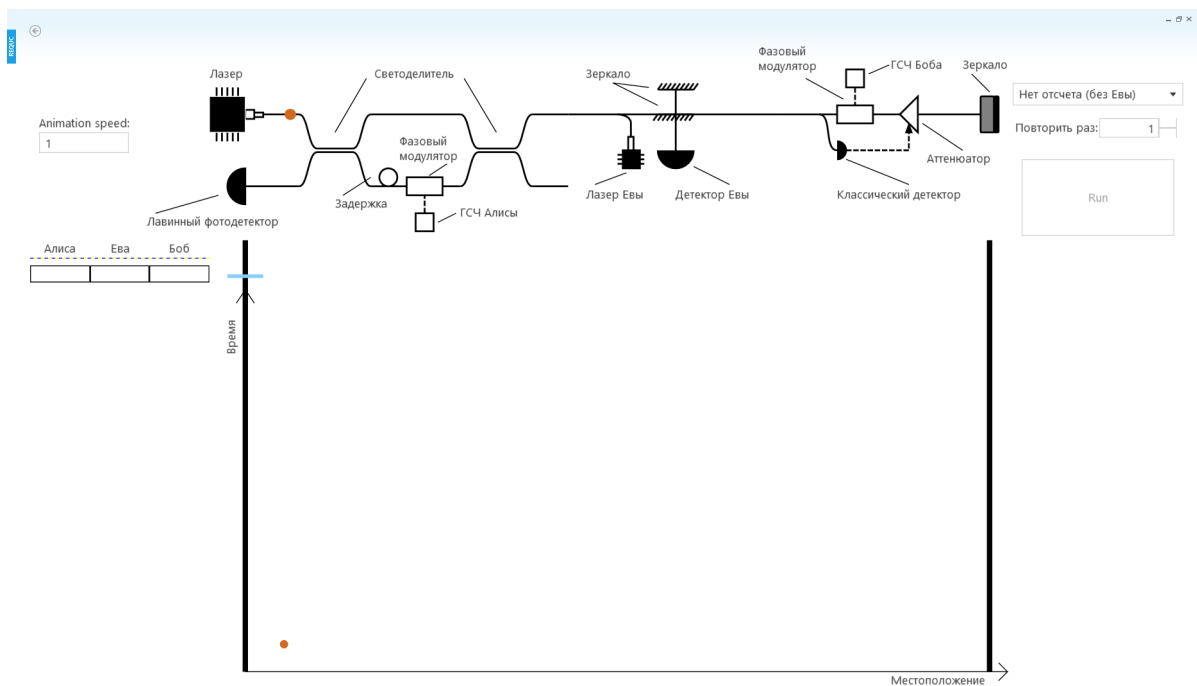 REQUC
Animation speed:
1
Лазер
Светоделитель
Зеркало
Фазовый
модулятор
ГСЧ Боба
Зеркало
Нет отсчета (без Евы)
Повторить раз:
1
Run
Фазовый
модулятор
Задержка
ГСЧ Алисы
Лавинный фотодетектор
Лазер Евы
Детектор Евы
Классический детектор
Аттенюатор
Алиса
Ева
Боб
Время
Местоположение